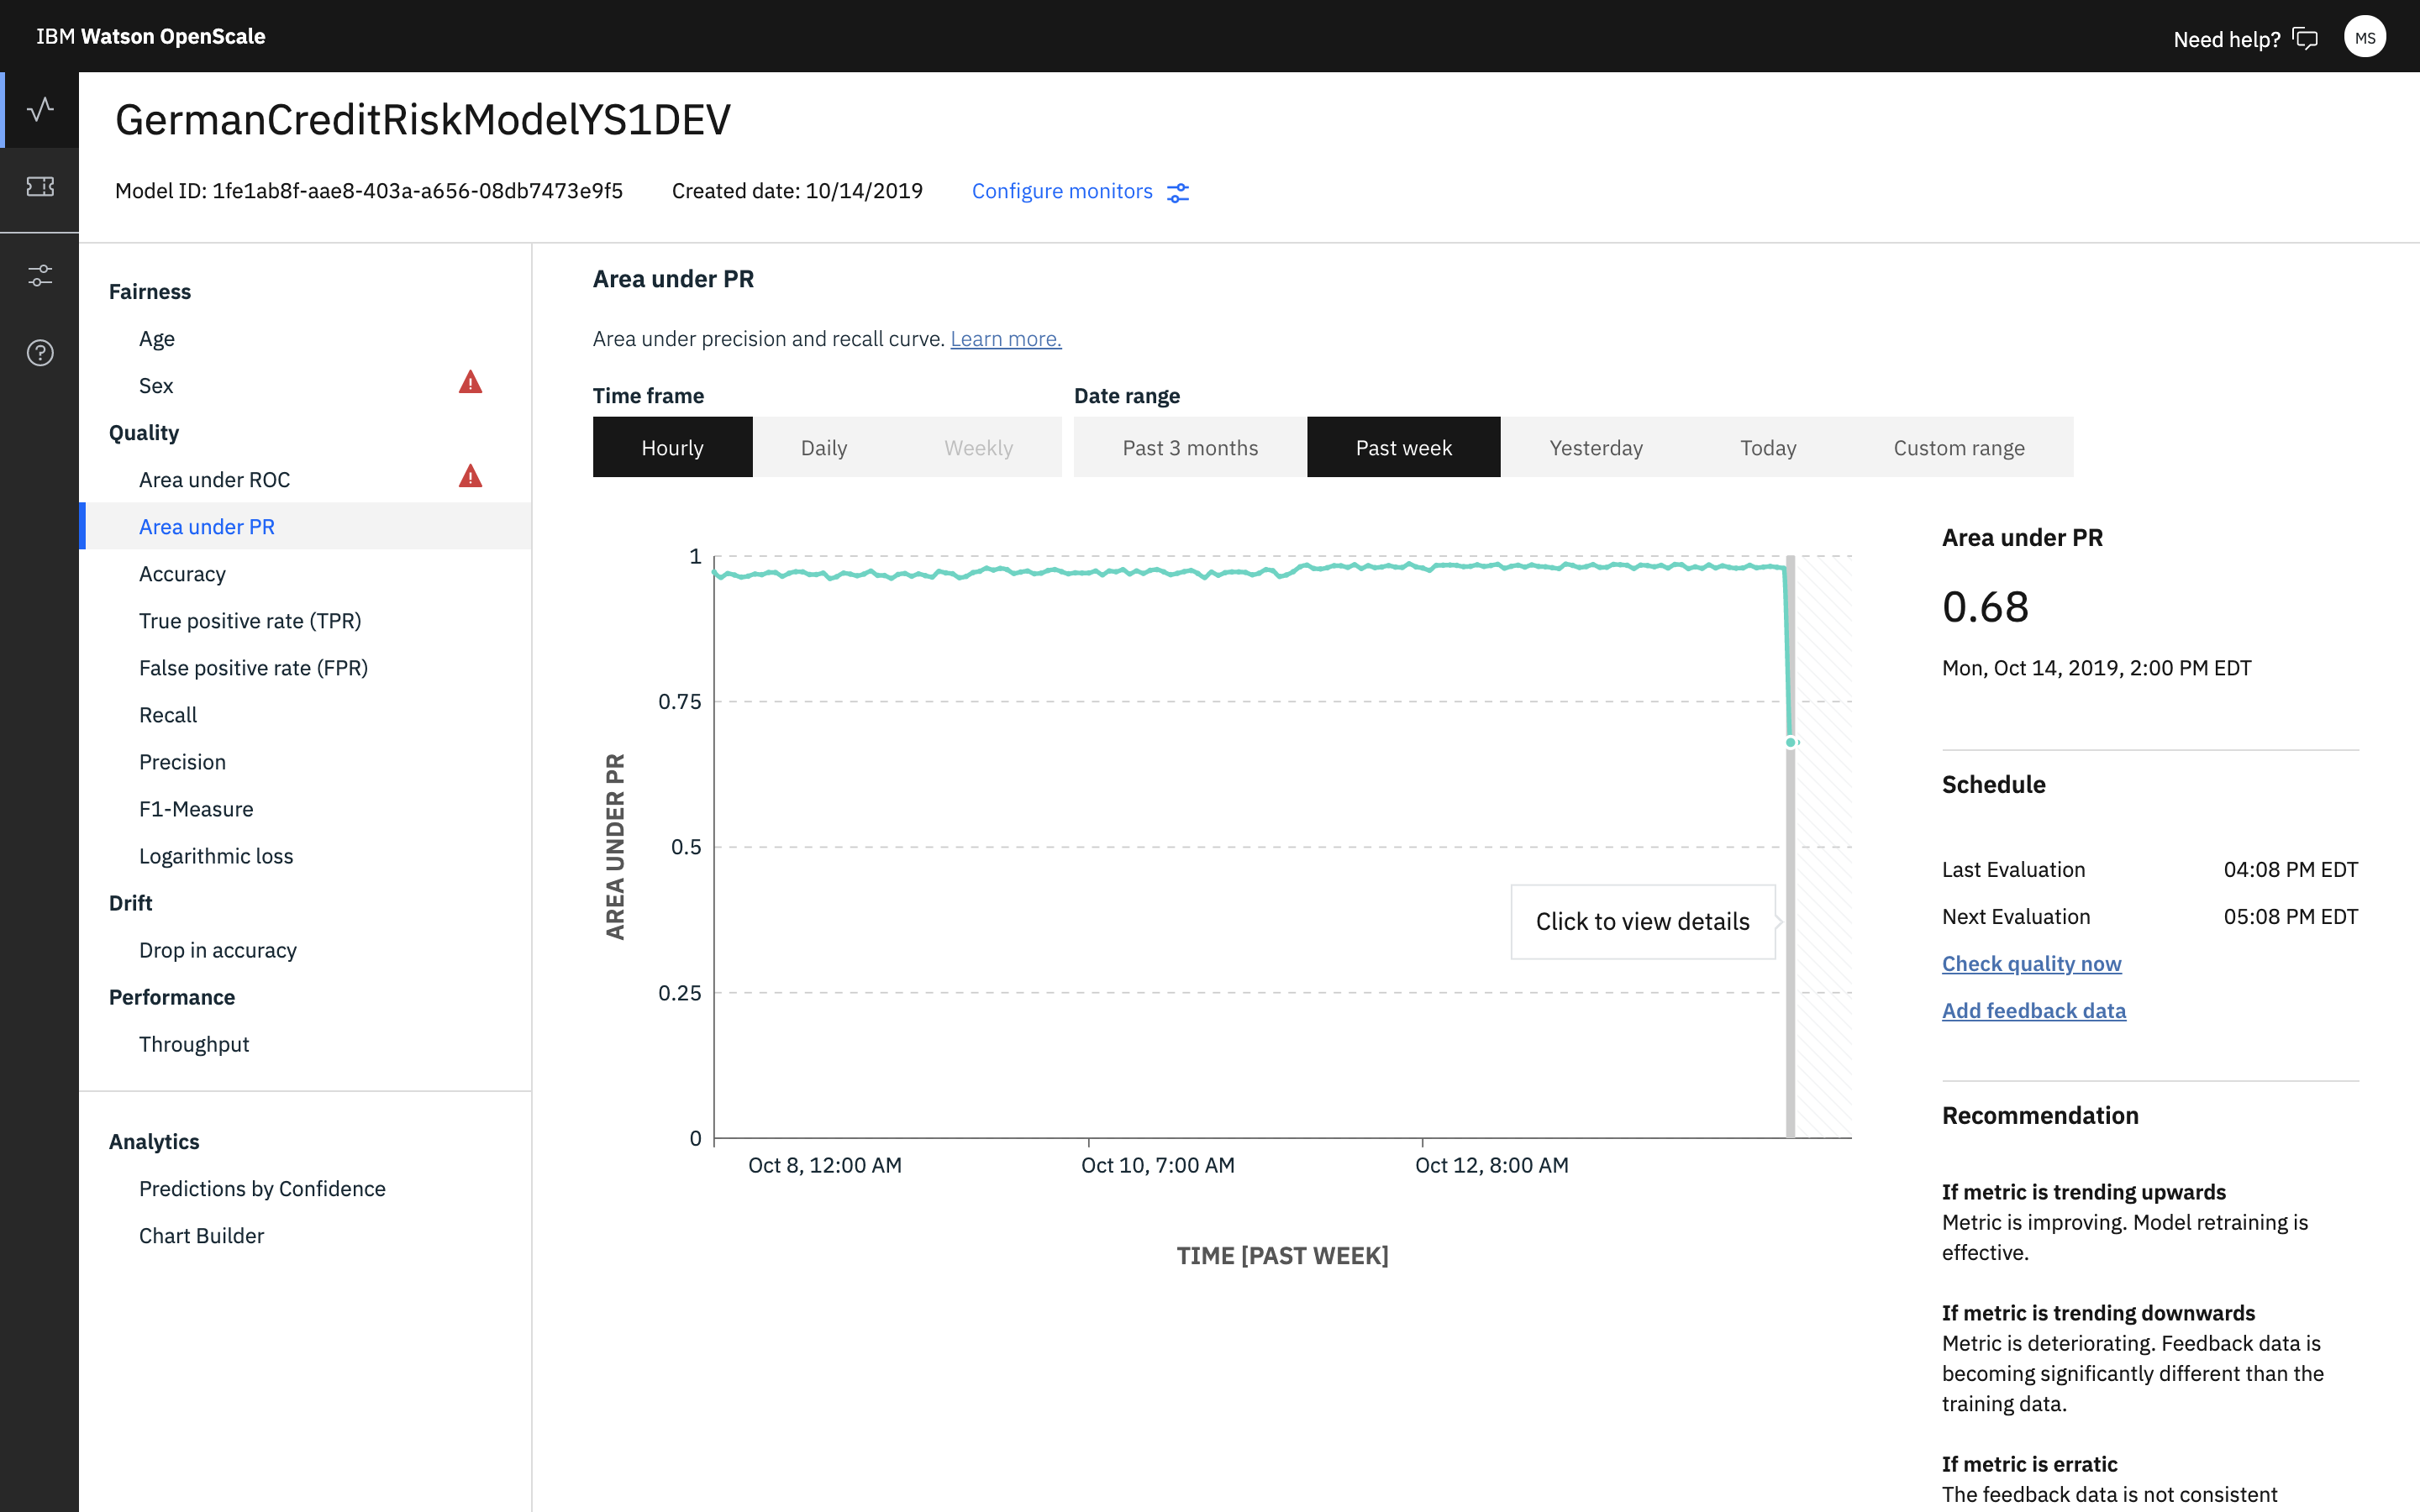 IBM Watson OpenScale
Need help?
MS
GermanCreditRiskModelYS1DEV
Model ID: 1fe1ab8f-aae8-403a-a656-08db7473e9f5
Created date: 10/14/2019
Configure monitors
Fairness
Age
Sex
Quality
Area under ROC
Area under PR
Accuracy
True positive rate (TPR)
False positive rate (FPR)
Recall
Precision
F1-Measure
Logarithmic loss
Drift
Drop in accuracy
Performance
Throughput
Analytics
Predictions by Confidence
Chart Builder
Area under PR
Area under precision and recall curve. Learn more.
Time frame
Hourly
Daily
Weekly
Date range
Past 3 months
Past week
Yesterday
Today
Custom range
AREA UNDER PR
1
0.75
0.5
0.25
0
Click to view details
Oct 8, 12:00 AM
Oct 10, 7:00 AM
Oct 12, 8:00 AM
TIME [PAST WEEK]
Area under PR
0.68
Mon, Oct 14, 2019, 2:00 PM EDT
Schedule
Last Evaluation 04:08 PM EDT
Next Evaluation 05:08 PM EDT
Check quality now
Add feedback data
Recommendation
If metric is trending upwards
Metric is improving. Model retraining is
effective.
If metric is trending downwards
Metric is deteriorating. Feedback data is
becoming significantly different than the
training data.
If metric is erratic
The feedback data is not consistent